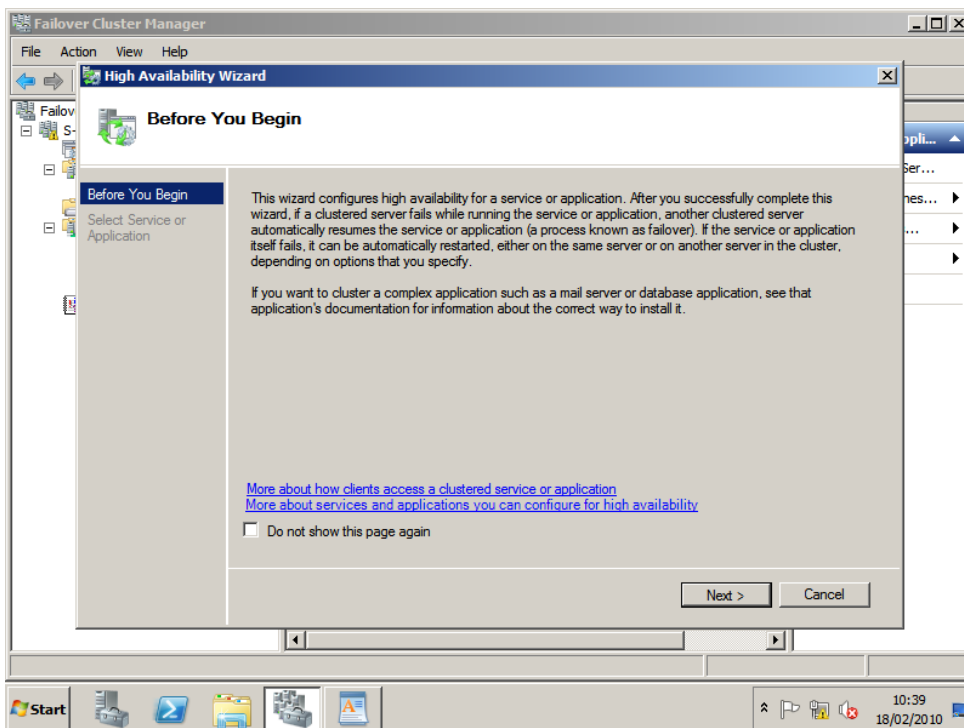 Failover Cluster Manager
File Action View Help
High Availability Wizard
Before You Begin
Failov
S-
Before You Begin
Select Service or
Application
This wizard configures high availability for a service or application. After you successfully complete this
wizard, if a clustered server fails while running the service or application, another clustered server
automatically resumes the service or application (a process known as failover). If the service or application
itself fails, it can be automatically restarted, either on the same server or on another server in the cluster,
depending on options that you specify.
If you want to cluster a complex application such as a mail server or database application, see that
application's documentation for information about the correct way to install it.
More about how clients access a clustered service or application
More about services and applications you can configure for high availability
Do not show this page again
Next >
Cancel
ppli...
Ser...
nes...
Start
10:39
18/02/2010